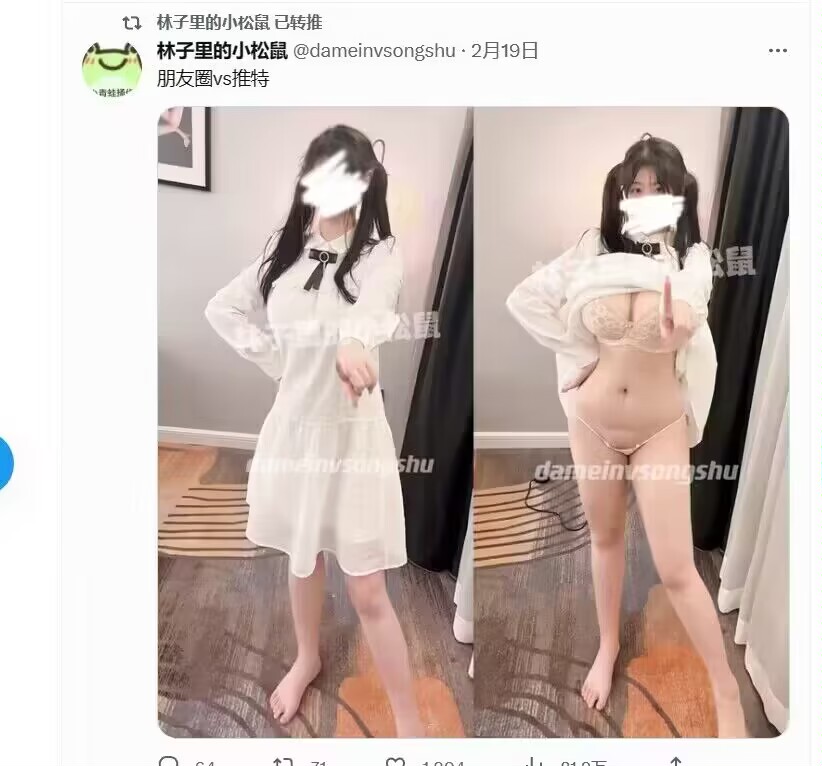 林子里的小松鼠 已转推
林子里的小松鼠 @dameinvsongshu · 2月19日
朋友圈vs推特
林子里的小松鼠
松鼠
dameinvsongshu
dameinvsongshu